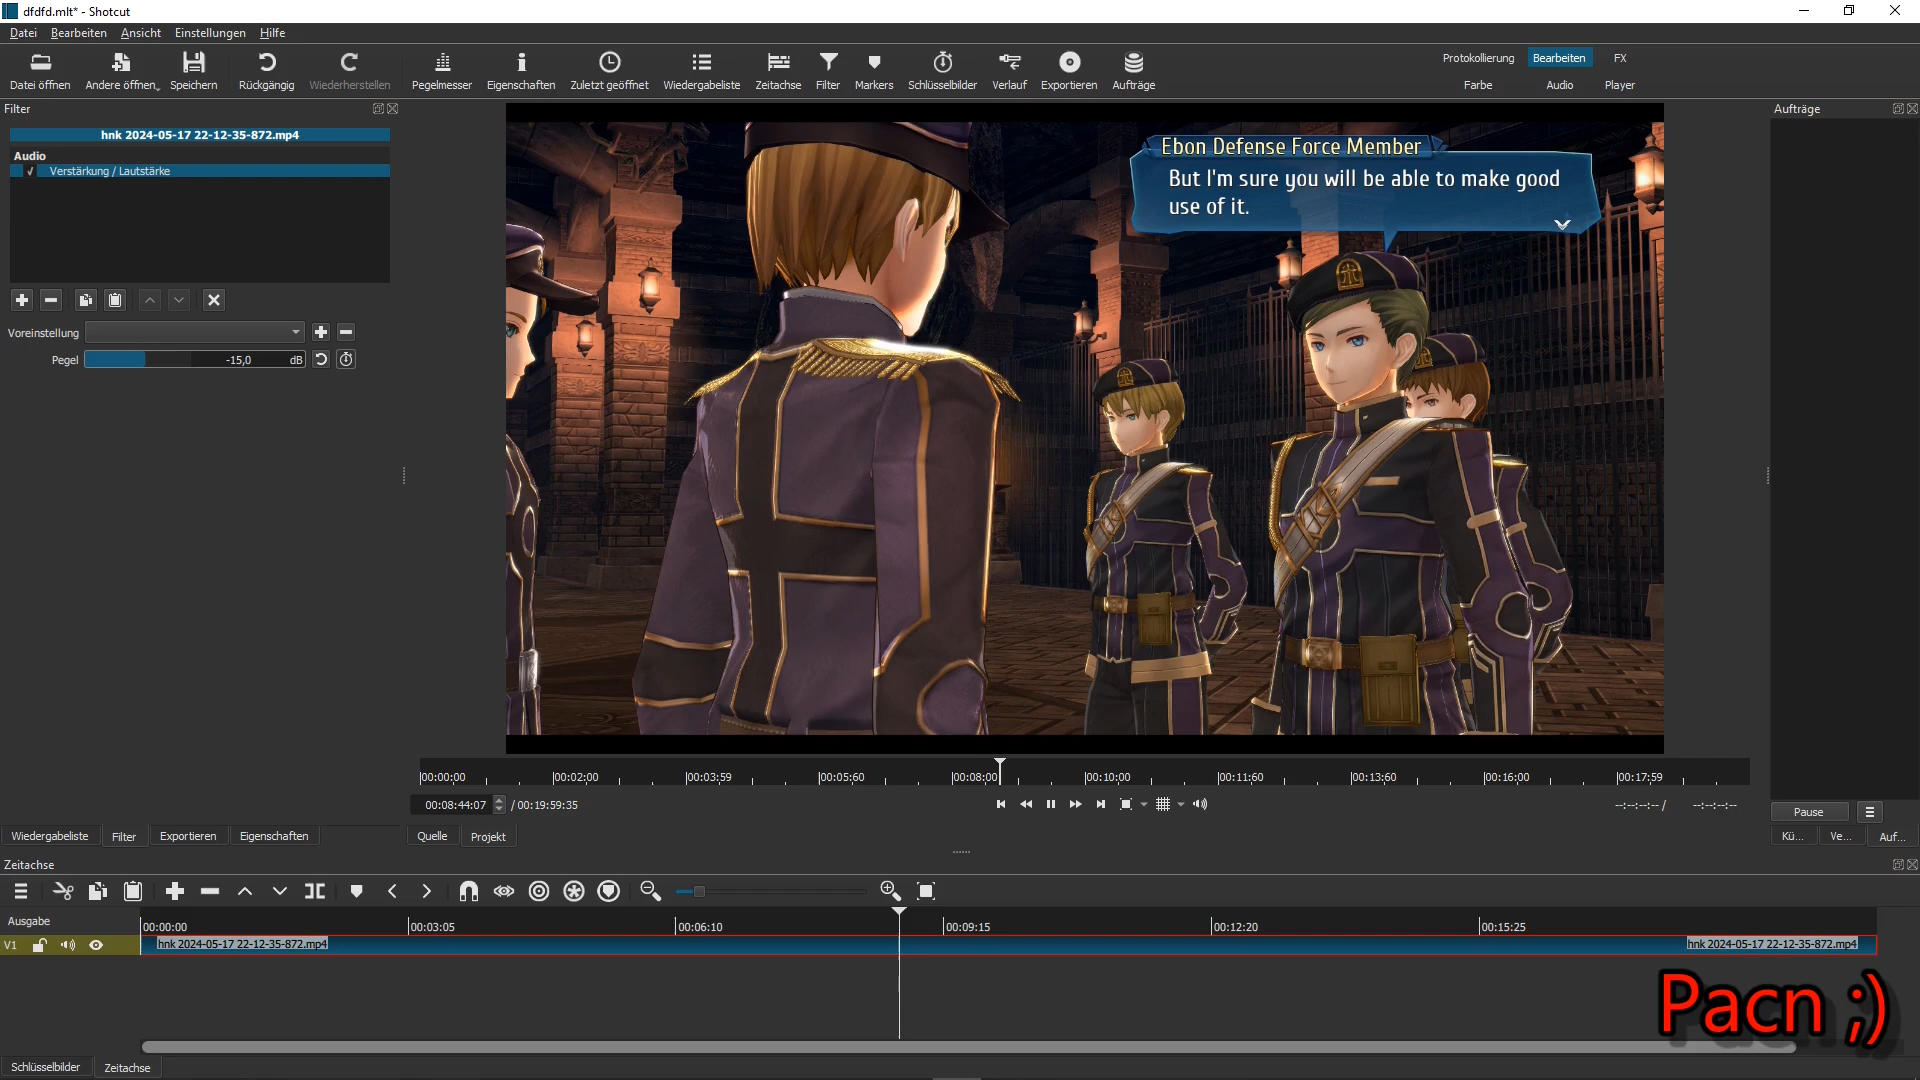 dfdfd.mlt* - Shotcut
Datei Bearbeiten Ansicht Einstellungen Hilfe
Datei öffnen Andere öffnen Speichern Rückgängig Wiederherstellen Pegelmesser Eigenschaften Zuletzt geöffnet Wiedergabeliste Zeitachse Filter Markers Schlüsselbilder Verlauf Exportieren Aufträge
Protokollierung Bearbeiten FX
Farbe Audio Player
Filter
hnk 2024-05-17 22-12-35-872.mp4
Audio
✓ Verstärkung / Lautstärke
Voreinstellung
Pegel -15,0 dB
Ebon Defense Force Member
But I'm sure you will be able to make good
use of it.
Aufträge
00:00:00 00:02:00 00:03:59 00:05:60 00:08:00 00:10:00 00:11:60 00:13:60 00:16:00 00:17:59
00:08:44:07 / 00:19:59:35
--:--:--:-- / --:--:--:--
Pause
Wiedergabeliste Filter Exportieren Eigenschaften
Quelle Projekt
Kü... Ve... Auf...
Zeitachse
Ausgabe
00:00:00 00:03:05 00:06:10 00:09:15 00:12:20 00:15:25
V1
hnk 2024-05-17 22-12-35-872.mp4 hnk 2024-05-17 22-12-35-872.mp4
Pacn ;)
Schlüsselbilder Zeitachse